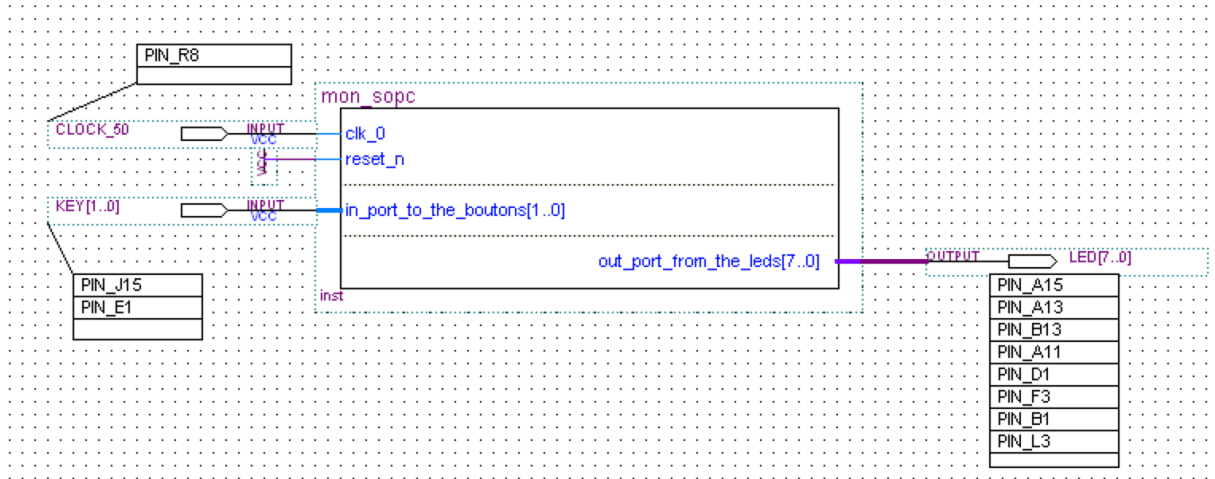 PIN_R8
mon_sopc
CLOCK_50
INPUT
VCC
clk_0
VCC
reset_n
KEY[1..0]
INPUT
VCC
in_port_to_the_boutons[1..0]
out_port_from_the_leds[7..0]
OUTPUT
LED[7..0]
inst
PIN_J15
PIN_E1
PIN_A15
PIN_A13
PIN_B13
PIN_A11
PIN_D1
PIN_F3
PIN_B1
PIN_L3